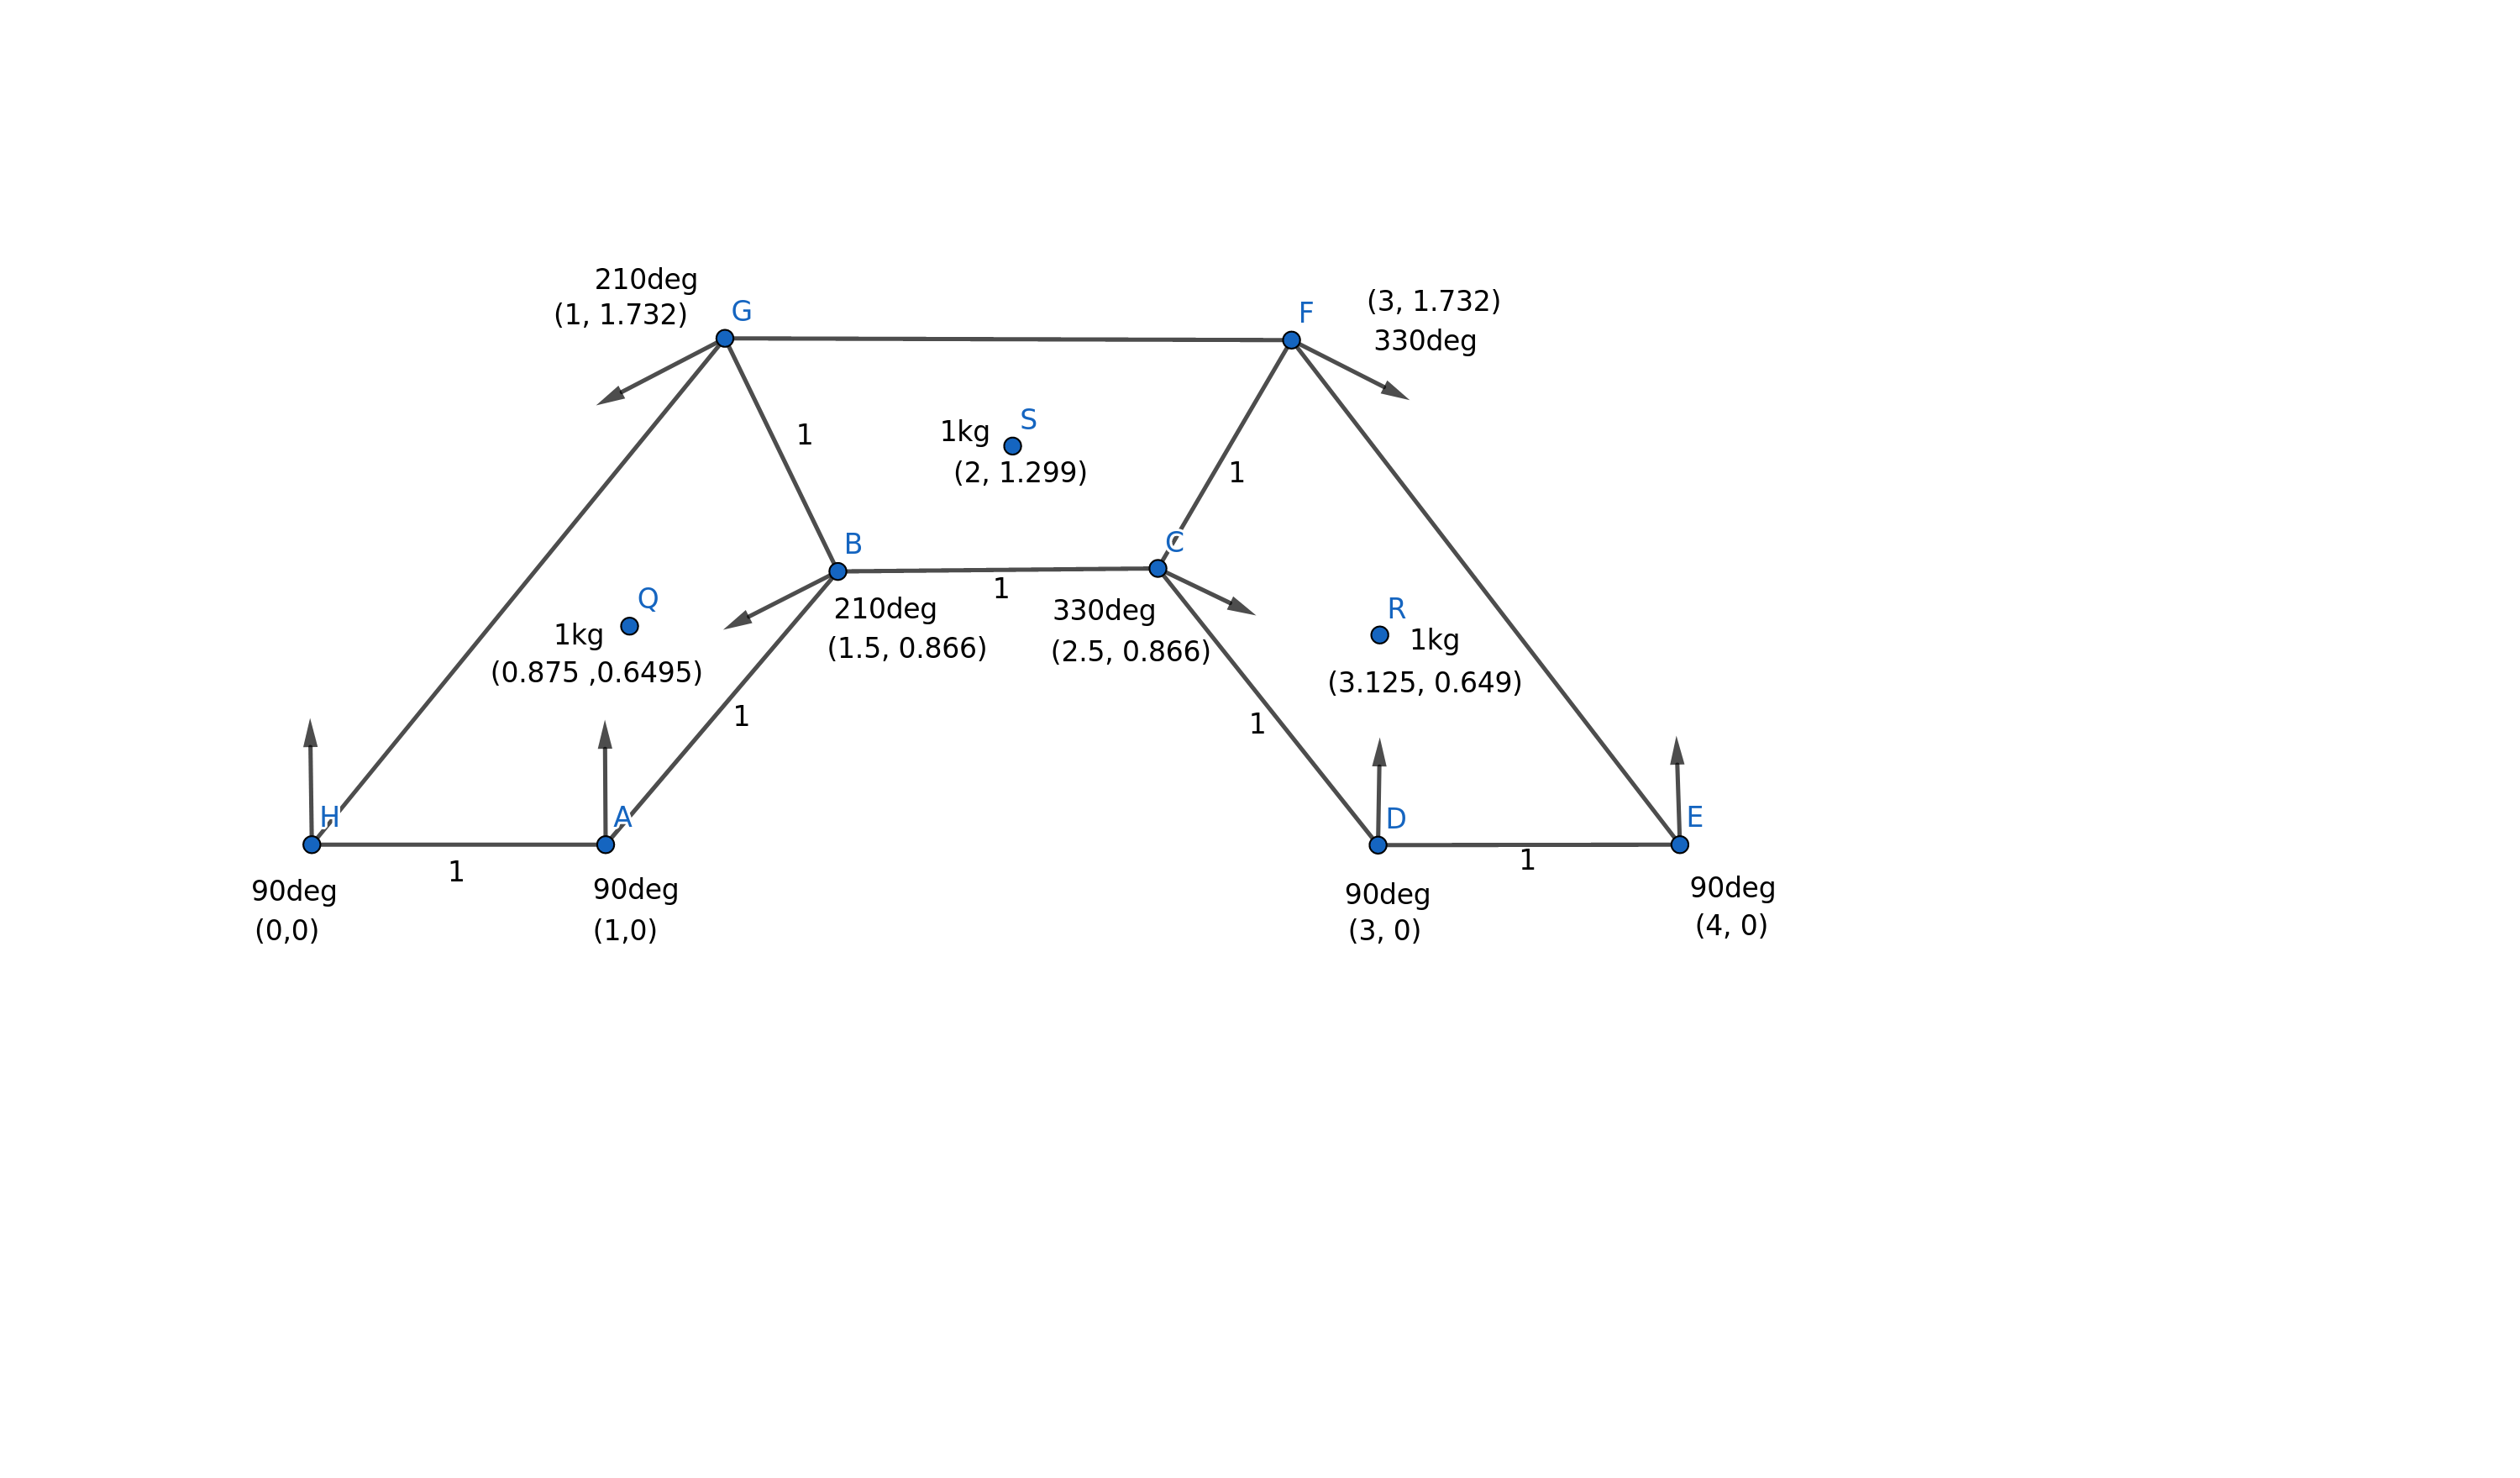 210deg
(1, 1.732)
G
F
(3, 1.732)
330deg
1
1kg
S
(2, 1.299)
1
B
C
1
Q
1kg
(0.875 ,0.6495)
210deg
(1.5, 0.866)
330deg
(2.5, 0.866)
R
1kg
(3.125, 0.649)
1
1
H
A
D
E
1
1
90deg
(0,0)
90deg
(1,0)
90deg
(3, 0)
90deg
(4, 0)